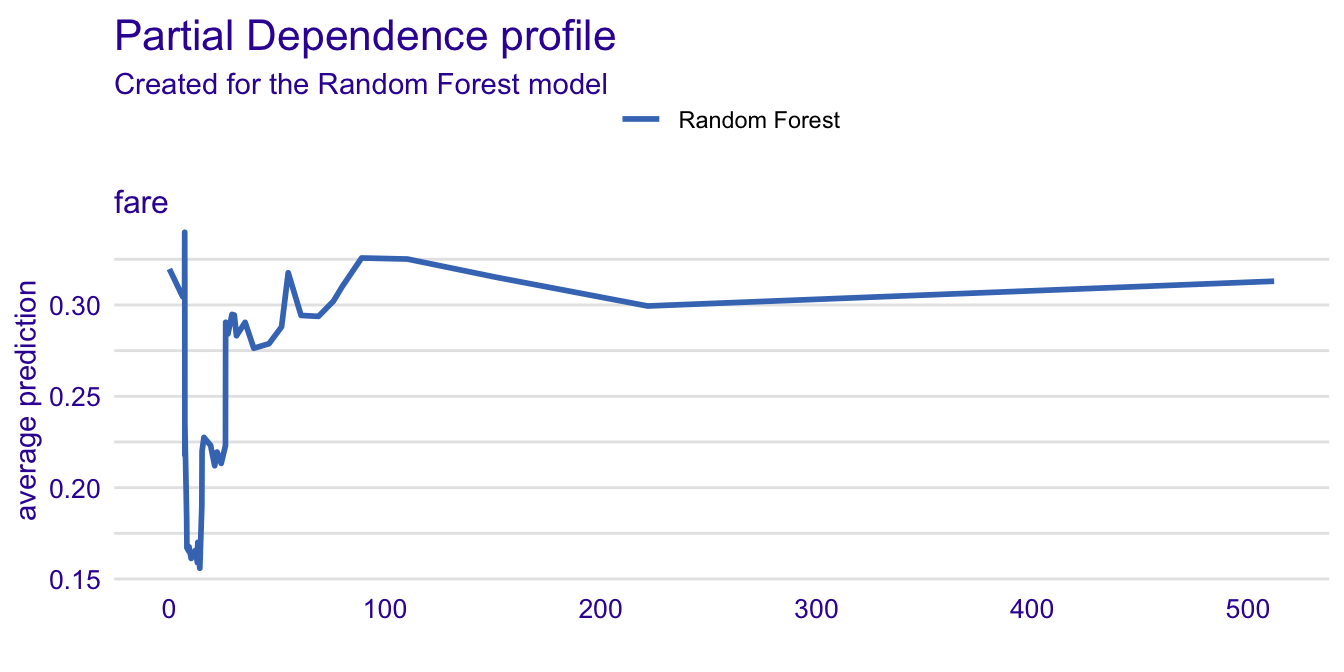 Partial Dependence profile
Created for the Random Forest model
Random Forest
fare
average prediction
0.30
0.25
0.20
0.15
0 100 200 300 400 500